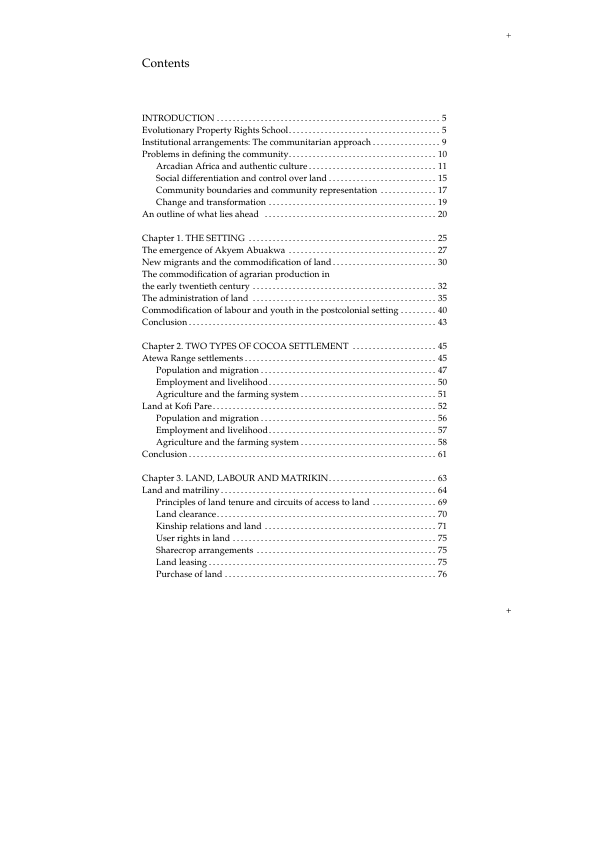 Contents
INTRODUCTION ........ 5
Evolutionary Property Rights School ........ 5
Institutional arrangements: The communitarian approach ........ 9
Problems in defining the community ........ 10
Arcadian Africa and authentic culture ........ 11
Social differentiation and control over land ........ 15
Community boundaries and community representation ........ 17
Change and transformation ........ 19
An outline of what lies ahead ........ 20
Chapter 1. THE SETTING ........ 25
The emergence of Akyem Abuakwa ........ 27
New migrants and the commodification of land ........ 30
The commodification of agrarian production in
the early twentieth century ........ 32
The administration of land ........ 35
Commodification of labour and youth in the postcolonial setting ........ 40
Conclusion ........ 43
Chapter 2. TWO TYPES OF COCOA SETTLEMENT ........ 45
Atewa Range settlements ........ 45
Population and migration ........ 47
Employment and livelihood ........ 50
Agriculture and the farming system ........ 51
Land at Kofi Pare ........ 52
Population and migration ........ 56
Employment and livelihood ........ 57
Agriculture and the farming system ........ 58
Conclusion ........ 61
Chapter 3. LAND, LABOUR AND MATRIKIN ........ 63
Land and matriliny ........ 64
Principles of land tenure and circuits of access to land ........ 69
Land clearance ........ 70
Kinship relations and land ........ 71
User rights in land ........ 75
Sharecrop arrangements ........ 75
Land leasing ........ 75
Purchase of land ........ 76